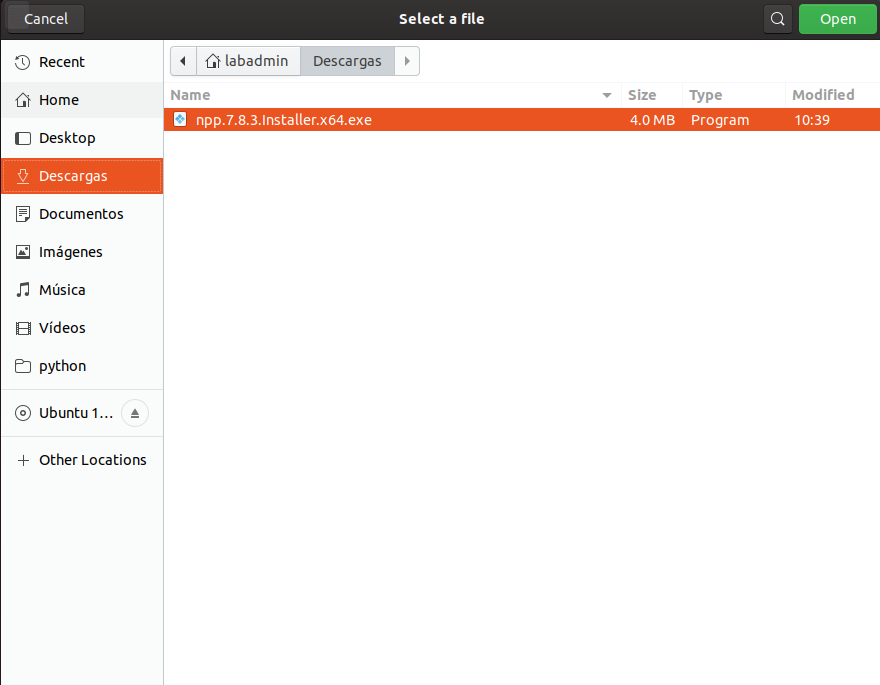 Cancel Select a file Open
Recent
Home
Desktop
Descargas
Documentos
Imágenes
Música
Vídeos
python
Ubuntu 1...
Other Locations
labadmin Descargas
Name Size Type Modified
npp.7.8.3.Installer.x64.exe 4.0 MB Program 10:39